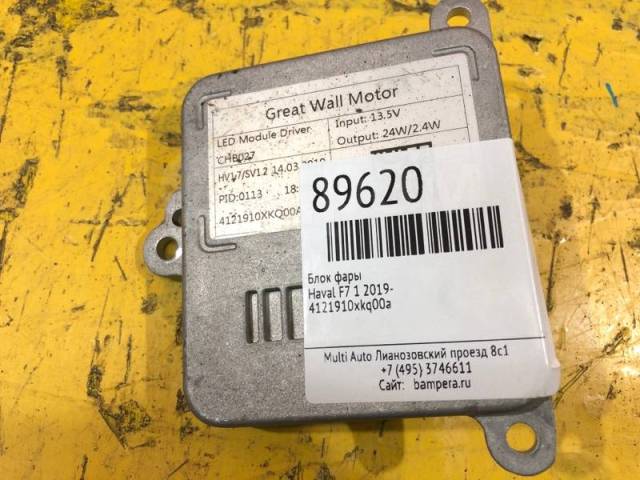 Great Wall Motor
LED Module Driver
Input: 13.5V
CHB027
Output: 24W/2.4W
HV17/SV12 14.03
PID:0113 18:
4121910XKQ00A
89620
Блок фары
Haval F7 1 2019-
4121910xkq00a
Multi Auto Лианозовский проезд 8с1
+7 (495) 3746611
Сайт: bampera.ru